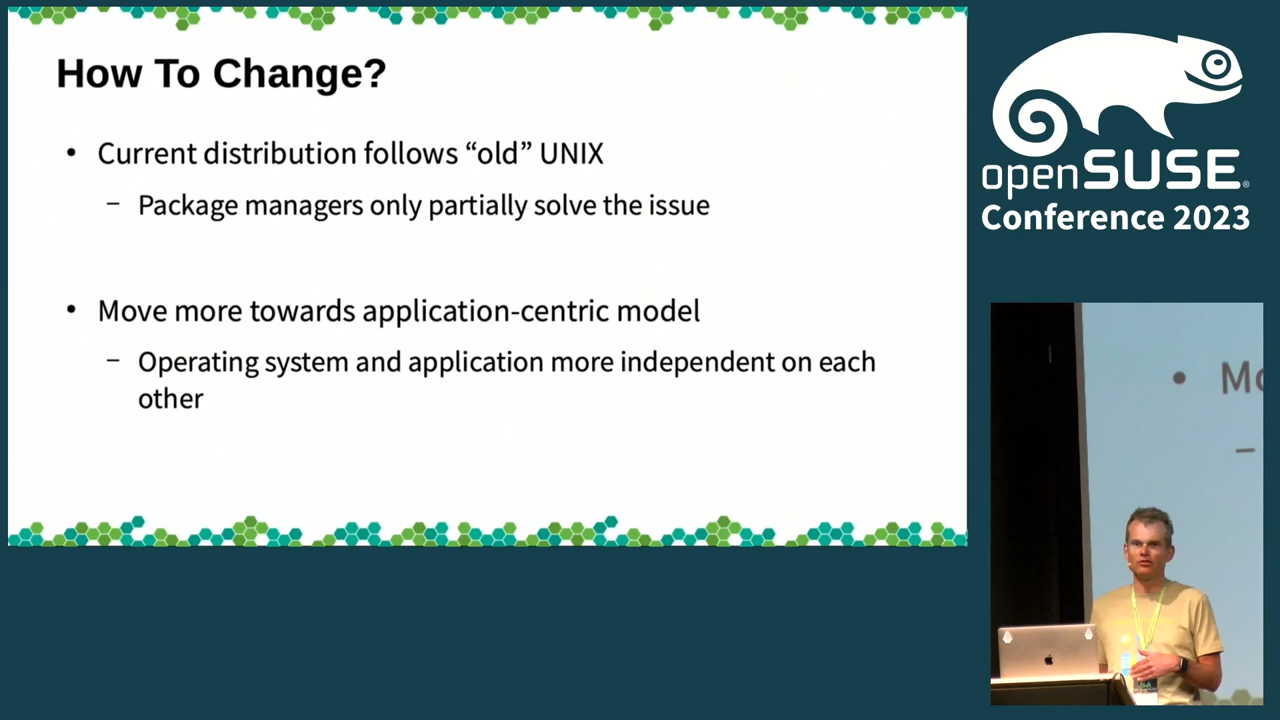 How To Change?
• Current distribution follows “old” UNIX
– Package managers only partially solve the issue
• Move more towards application-centric model
– Operating system and application more independent on each
other
openSUSE®
Conference 2023
• Mo
–